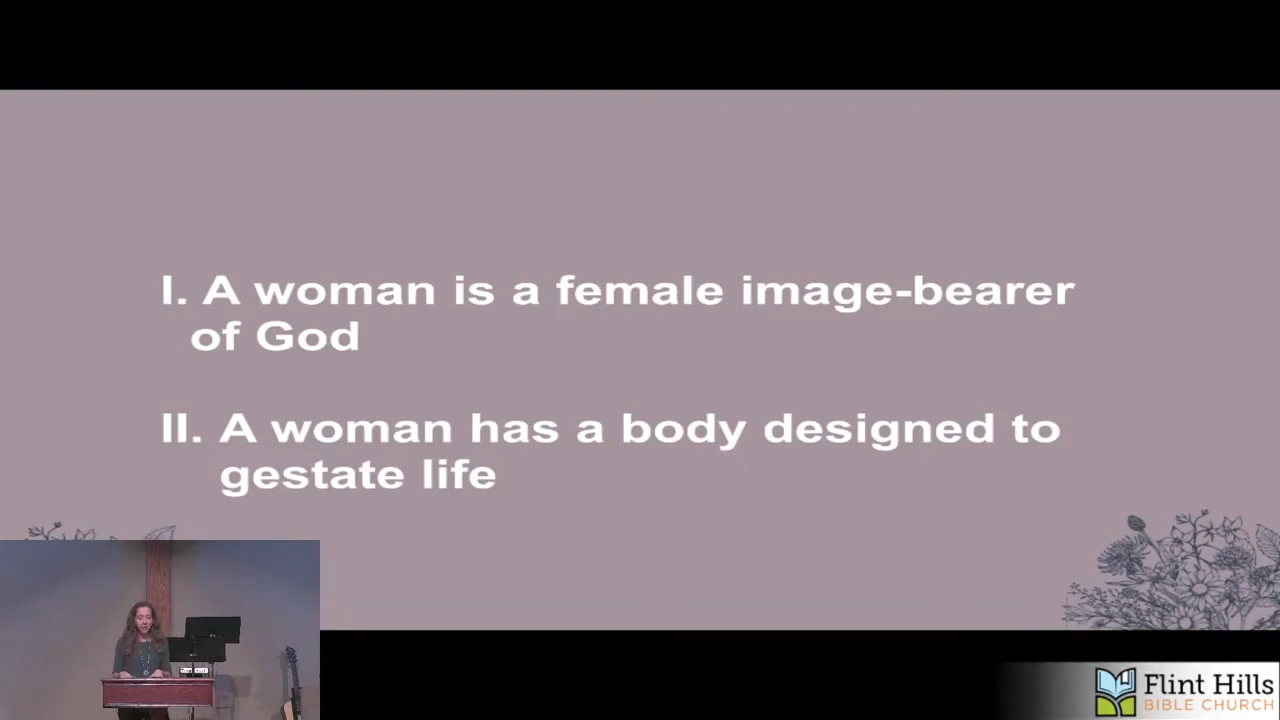 I. A woman is a female image-bearer
of God
II. A woman has a body designed to
gestate life
Flint Hills
BIBLE CHURCH